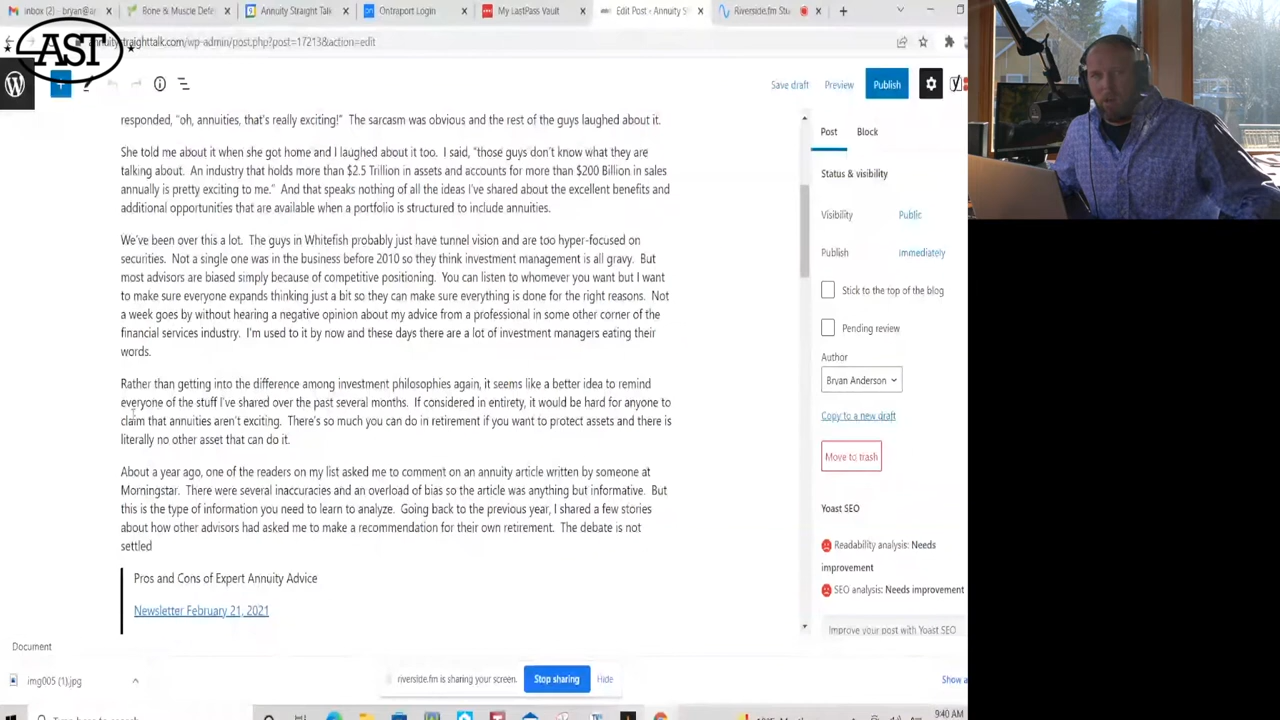 Inbox - bryan@ar
Bone & Muscle Defen
Annuity Straight Talk
Ontraport Login
My LastPass Vault
Edit Post ‹ Annuity S
Riverside.fm Stu
AST
straighttalk.com/wp-admin/post.php?post=17213&action=edit
Save draft
Preview
Publish
responded, "oh, annuities, that's really exciting!" The sarcasm was obvious and the rest of the guys laughed about it.
She told me about it when she got home and I laughed about it too. I said, "those guys don't know what they are
talking about. An industry that holds more than $2.5 Trillion in assets and accounts for more than $200 Billion in sales
annually is pretty exciting to me." And that speaks nothing of all the ideas I've shared about the excellent benefits and
additional opportunities that are available when a portfolio is structured to include annuities.
We've been over this a lot. The guys in Whitefish probably just have tunnel vision and are too hyper-focused on
securities. Not a single one was in the business before 2010 so they think investment management is all gravy. But
most advisors are biased simply because of competitive positioning. You can listen to whomever you want but I want
to make sure everyone expands thinking just a bit so they can make sure everything is done for the right reasons. Not
a week goes by without hearing a negative opinion about my advice from a professional in some other corner of the
financial services industry. I'm used to it by now and these days there are a lot of investment managers eating their
words.
Rather than getting into the difference among investment philosophies again, it seems like a better idea to remind
everyone of the stuff I've shared over the past several months. If considered in entirety, it would be hard for anyone to
claim that annuities aren't exciting. There's so much you can do in retirement if you want to protect assets and there is
literally no other asset that can do it.
About a year ago, one of the readers on my list asked me to comment on an annuity article written by someone at
Morningstar. There were several inaccuracies and an overload of bias so the article was anything but informative. But
this is the type of information you need to learn to analyze. Going back to the previous year, I shared a few stories
about how other advisors had asked me to make a recommendation for their own retirement. The debate is not
settled
Pros and Cons of Expert Annuity Advice
Newsletter February 21, 2021
Post
Block
Status & visibility
Visibility
Public
Publish
Immediately
Stick to the top of the blog
Pending review
Author
Bryan Anderson
Copy to a new draft
Move to trash
Yoast SEO
Readability analysis: Needs
improvement
SEO analysis: Needs improvement
Improve your post with Yoast SEO
Document
img005 (1).jpg
riverside.fm is sharing your screen.
Stop sharing
Hide
Show a
9:40 AM